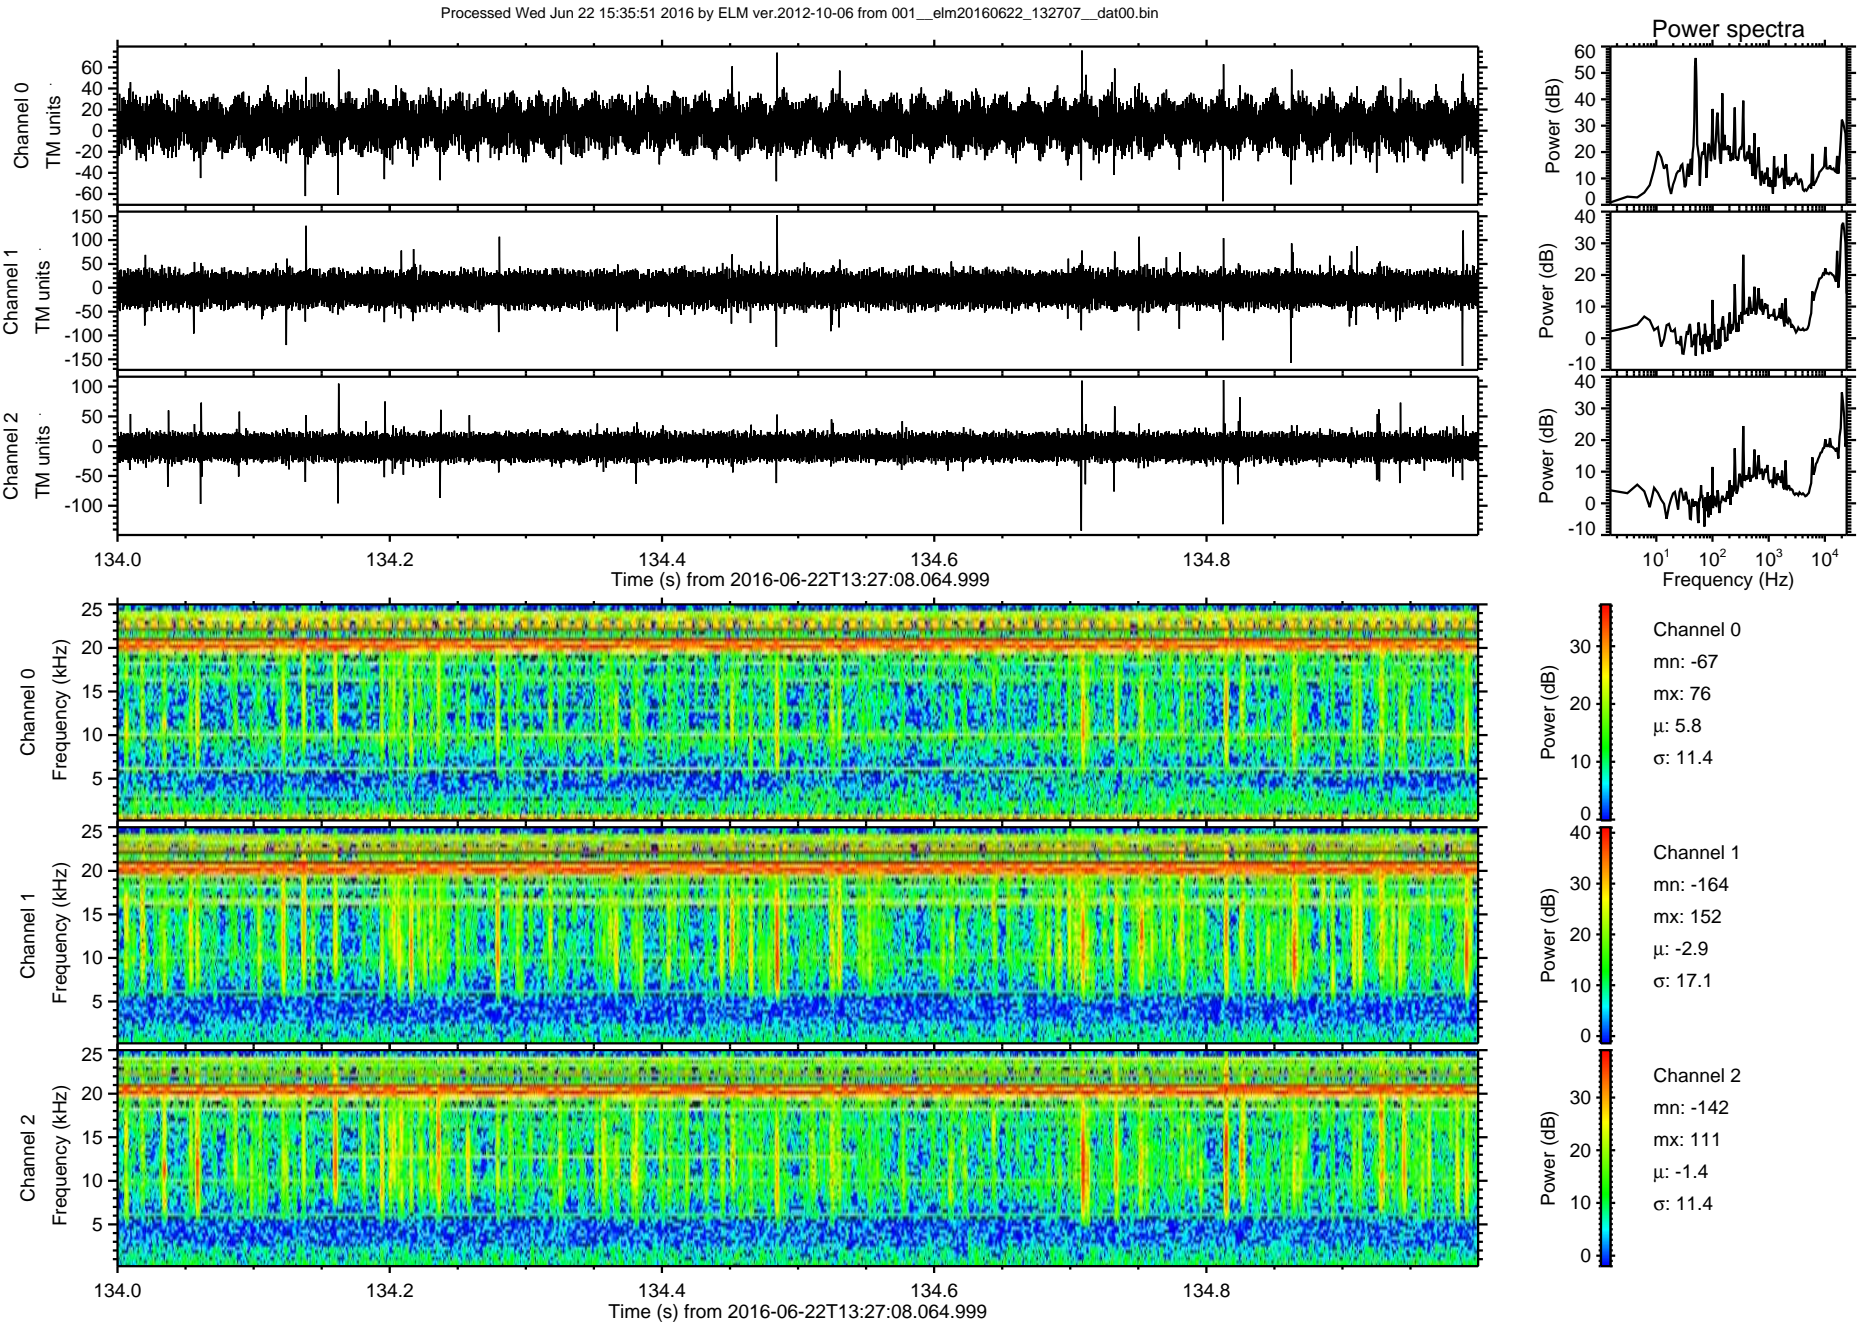 Processed Wed Jun 22 15:35:51 2016 by ELM ver.2012-10-06 from 001__elm20160622_132707__dat00.bin
Power spectra
Channel 0
TM units
60
40
20
0
-20
-40
-60
Power (dB)
60
50
40
30
20
10
0
Channel 1
TM units
150
100
50
0
-50
-100
-150
Power (dB)
40
30
20
10
0
-10
Channel 2
TM units
100
50
0
-50
-100
Power (dB)
40
30
20
10
0
-10
134.0 134.2 134.4 134.6 134.8
Time (s) from 2016-06-22T13:27:08.064.999
10^1 10^2 10^3 10^4
Frequency (Hz)
Channel 0
Frequency (kHz)
25
20
15
10
5
Power (dB)
30
20
10
0
Channel 0
mn: -67
mx: 76
μ: 5.8
σ: 11.4
Channel 1
Frequency (kHz)
25
20
15
10
5
Power (dB)
40
30
20
10
0
Channel 1
mn: -164
mx: 152
μ: -2.9
σ: 17.1
Channel 2
Frequency (kHz)
25
20
15
10
5
Power (dB)
30
20
10
0
Channel 2
mn: -142
mx: 111
μ: -1.4
σ: 11.4
134.0 134.2 134.4 134.6 134.8
Time (s) from 2016-06-22T13:27:08.064.999